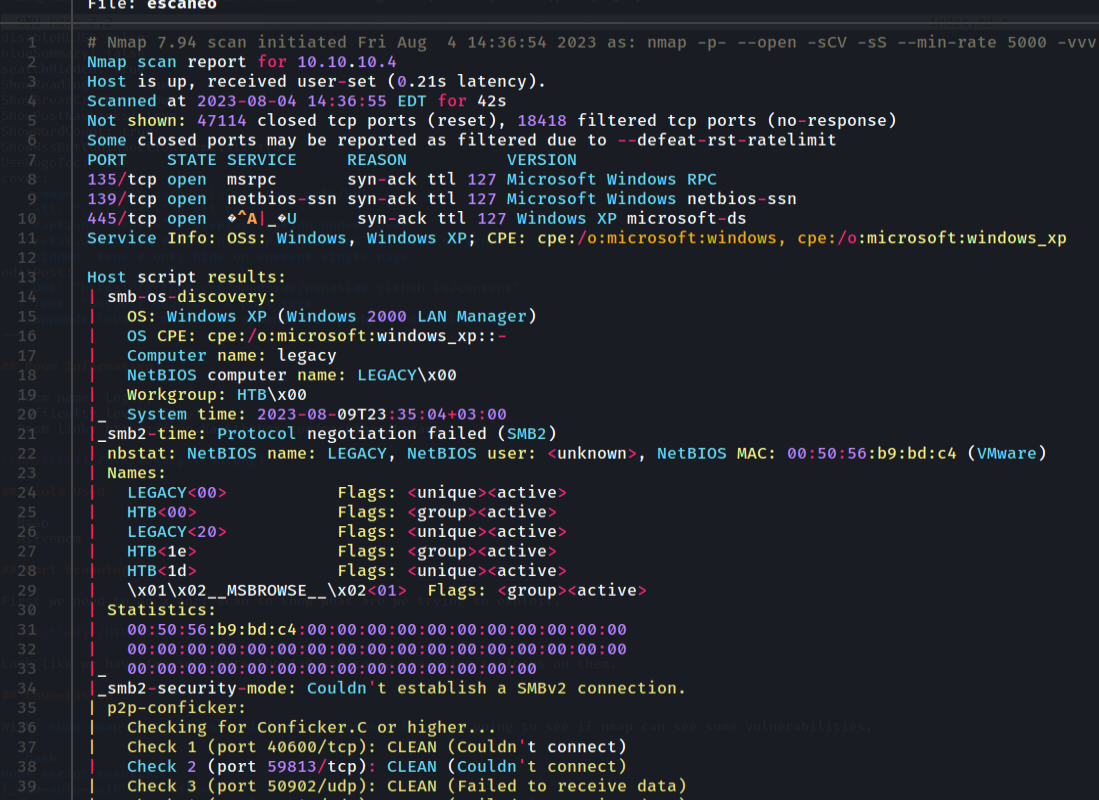 File: escaneo
1 # Nmap 7.94 scan initiated Fri Aug  4 14:36:54 2023 as: nmap -p- --open -sCV -sS --min-rate 5000 -vvv
2 Nmap scan report for 10.10.10.4
3 Host is up, received user-set (0.21s latency).
4 Scanned at 2023-08-04 14:36:55 EDT for 42s
5 Not shown: 47114 closed tcp ports (reset), 18418 filtered tcp ports (no-response)
6 Some closed ports may be reported as filtered due to --defeat-rst-ratelimit
7 PORT    STATE SERVICE     REASON          VERSION
8 135/tcp open  msrpc       syn-ack ttl 127 Microsoft Windows RPC
9 139/tcp open  netbios-ssn syn-ack ttl 127 Microsoft Windows netbios-ssn
10 445/tcp open  �^A|_�U      syn-ack ttl 127 Windows XP microsoft-ds
11 Service Info: OSs: Windows, Windows XP; CPE: cpe:/o:microsoft:windows, cpe:/o:microsoft:windows_xp
12
13 Host script results:
14 | smb-os-discovery:
15 |   OS: Windows XP (Windows 2000 LAN Manager)
16 |   OS CPE: cpe:/o:microsoft:windows_xp::-
17 |   Computer name: legacy
18 |   NetBIOS computer name: LEGACY\x00
19 |   Workgroup: HTB\x00
20 |_  System time: 2023-08-09T23:35:04+03:00
21 |_smb2-time: Protocol negotiation failed (SMB2)
22 | nbstat: NetBIOS name: LEGACY, NetBIOS user: <unknown>, NetBIOS MAC: 00:50:56:b9:bd:c4 (VMware)
23 | Names:
24 |   LEGACY<00>           Flags: <unique><active>
25 |   HTB<00>              Flags: <group><active>
26 |   LEGACY<20>           Flags: <unique><active>
27 |   HTB<1e>              Flags: <group><active>
28 |   HTB<1d>              Flags: <unique><active>
29 |   \x01\x02__MSBROWSE__\x02<01>  Flags: <group><active>
30 | Statistics:
31 |   00:50:56:b9:bd:c4:00:00:00:00:00:00:00:00:00:00:00
32 |   00:00:00:00:00:00:00:00:00:00:00:00:00:00:00:00:00
33 |_  00:00:00:00:00:00:00:00:00:00:00:00:00:00
34 |_smb2-security-mode: Couldn't establish a SMBv2 connection.
35 | p2p-conficker:
36 |   Checking for Conficker.C or higher...
37 |   Check 1 (port 40600/tcp): CLEAN (Couldn't connect)
38 |   Check 2 (port 59813/tcp): CLEAN (Couldn't connect)
39 |   Check 3 (port 50902/udp): CLEAN (Failed to receive data)